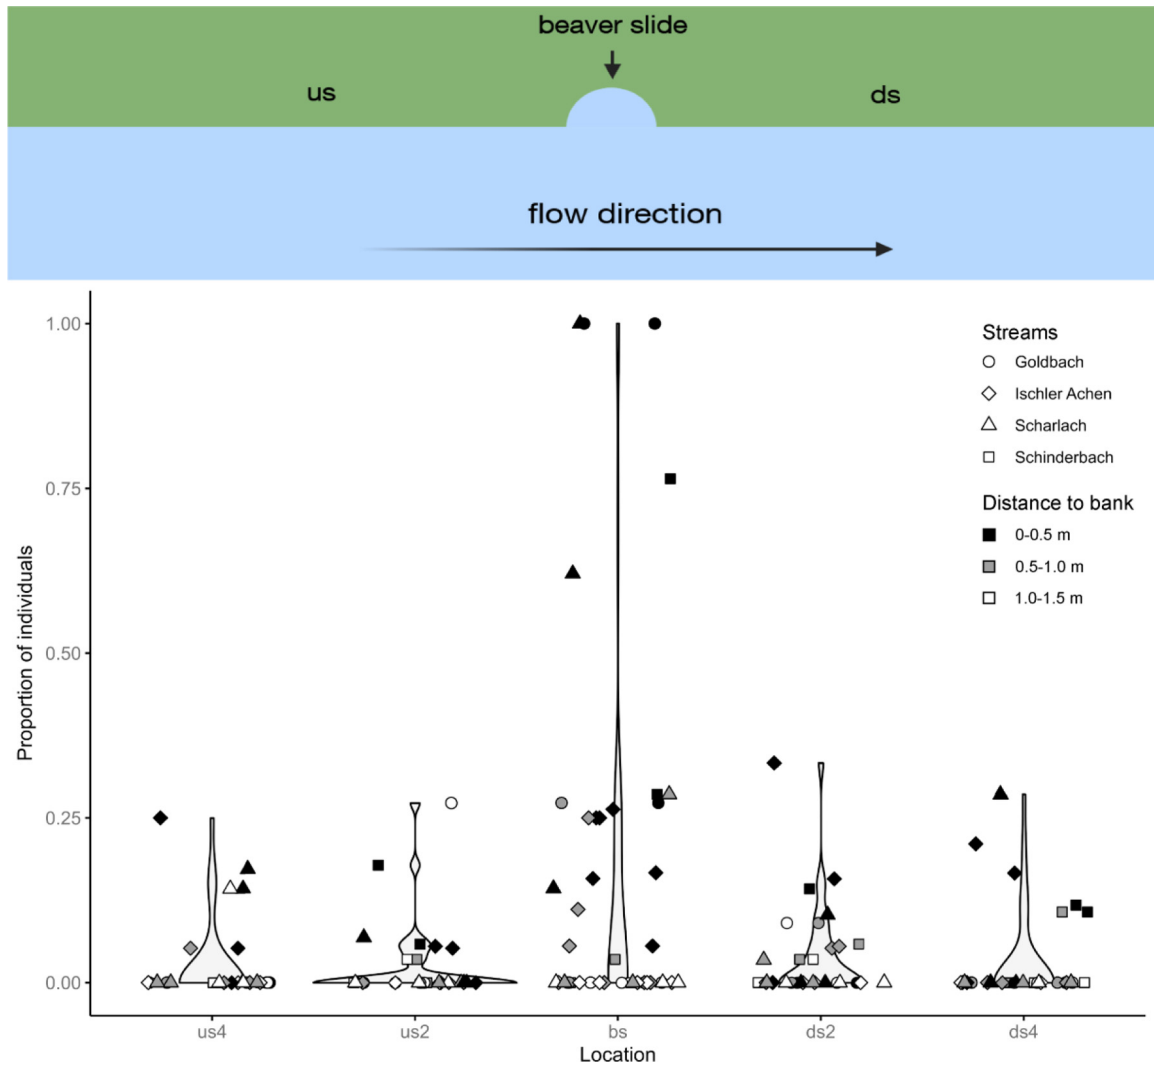 beaver slide
us
ds
flow direction
Proportion of individuals
1.00
0.75
0.50
0.25
0.00
Streams
Goldbach
Ischler Achen
Scharlach
Schinderbach
Distance to bank
0-0.5 m
0.5-1.0 m
1.0-1.5 m
us4
us2
bs
ds2
ds4
Location